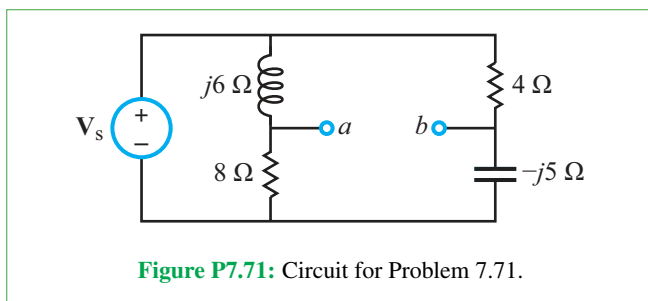 j6 Ω
4 Ω
+
V_s
a
b
−
8 Ω
−j5 Ω
Figure P7.71: Circuit for Problem 7.71.